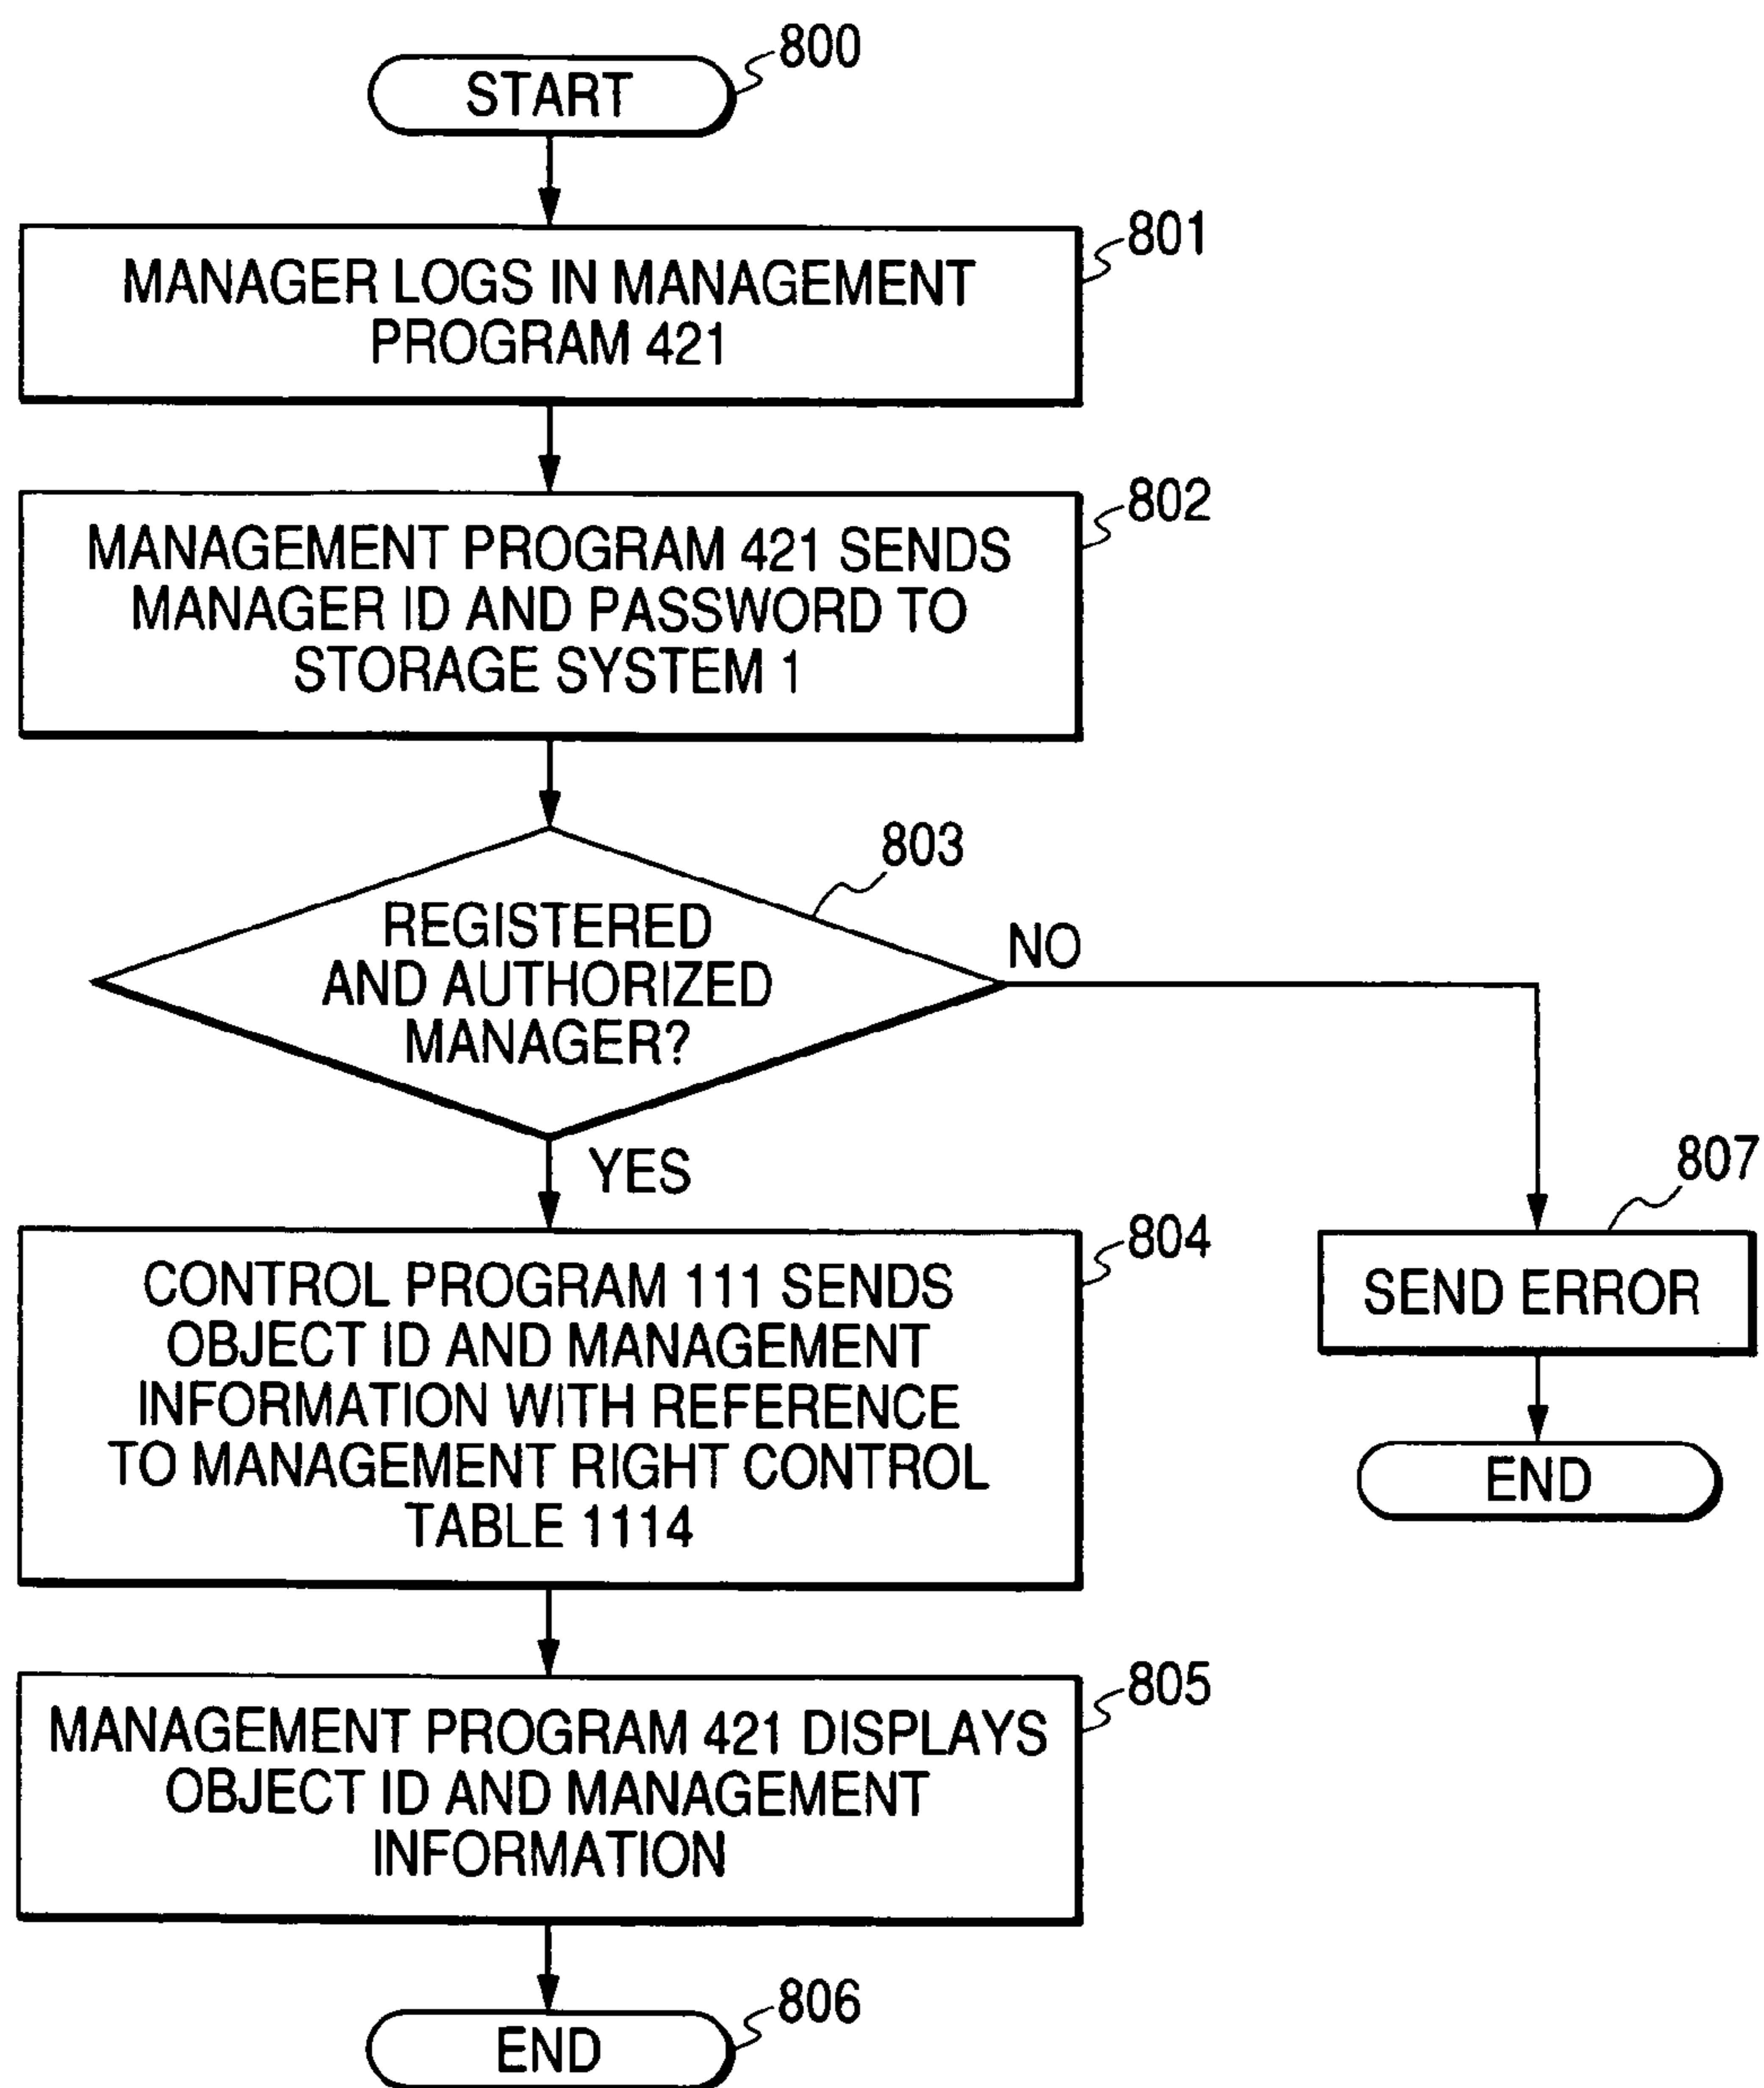 800
START
801
MANAGER LOGS IN MANAGEMENT
PROGRAM 421
802
MANAGEMENT PROGRAM 421 SENDS
MANAGER ID AND PASSWORD TO
STORAGE SYSTEM 1
803
REGISTERED
AND AUTHORIZED
MANAGER?
NO
YES
807
SEND ERROR
END
804
CONTROL PROGRAM 111 SENDS
OBJECT ID AND MANAGEMENT
INFORMATION WITH REFERENCE
TO MANAGEMENT RIGHT CONTROL
TABLE 1114
805
MANAGEMENT PROGRAM 421 DISPLAYS
OBJECT ID AND MANAGEMENT
INFORMATION
806
END